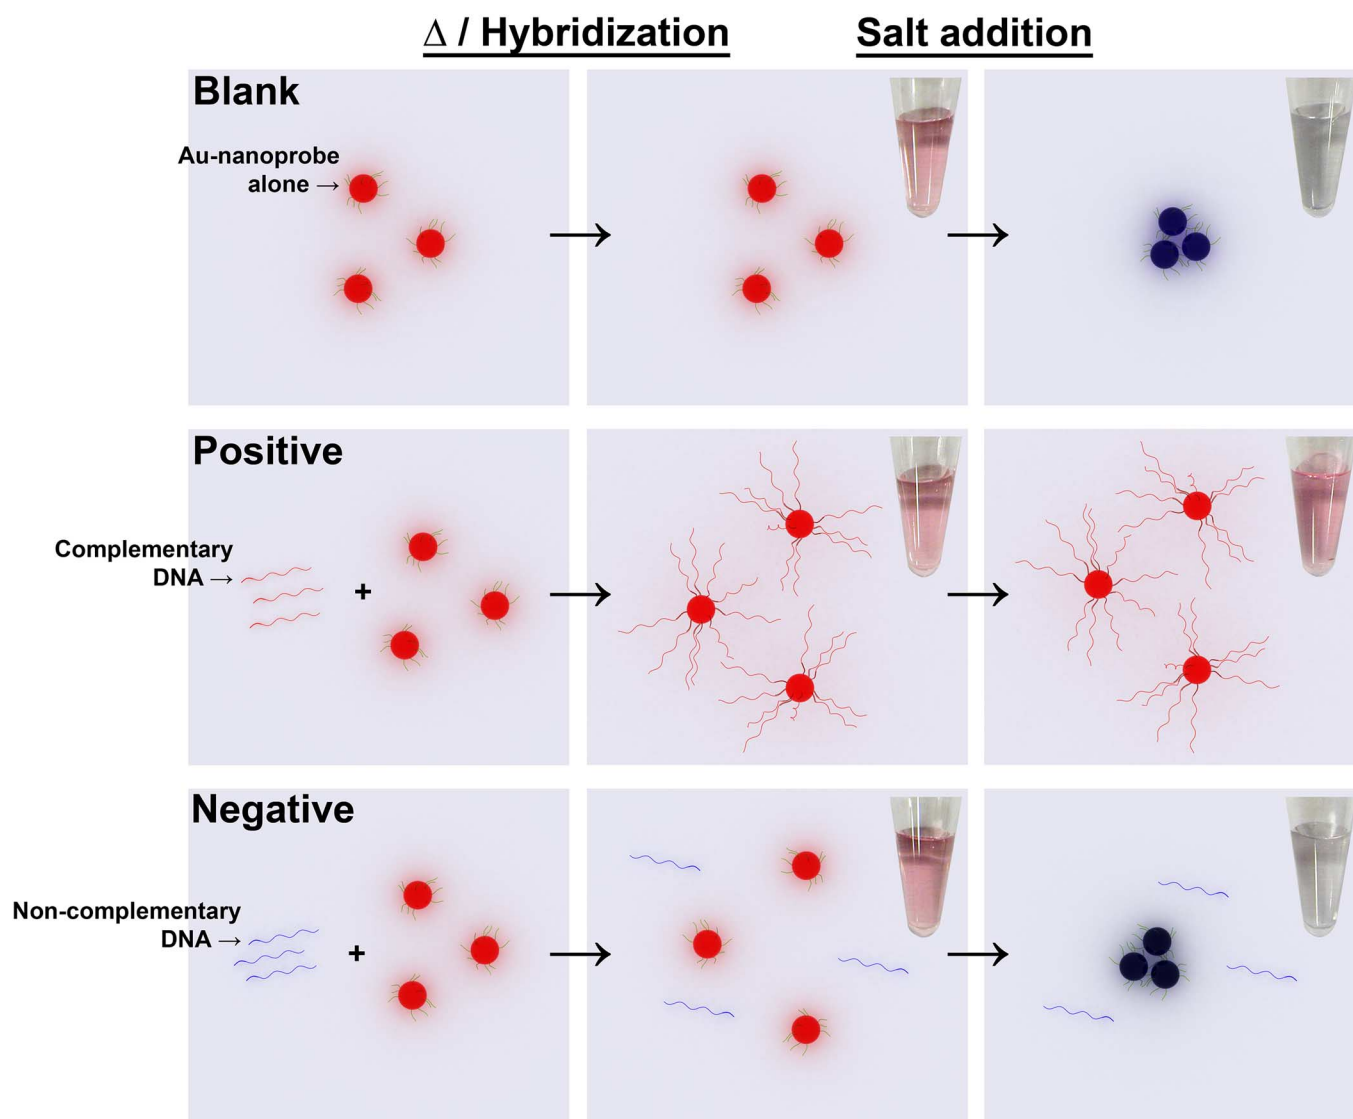 Δ / Hybridization
Salt addition
Blank
Au-nanoprobe
alone →
Positive
Complementary
DNA →
+
Negative
Non-complementary
DNA →
+